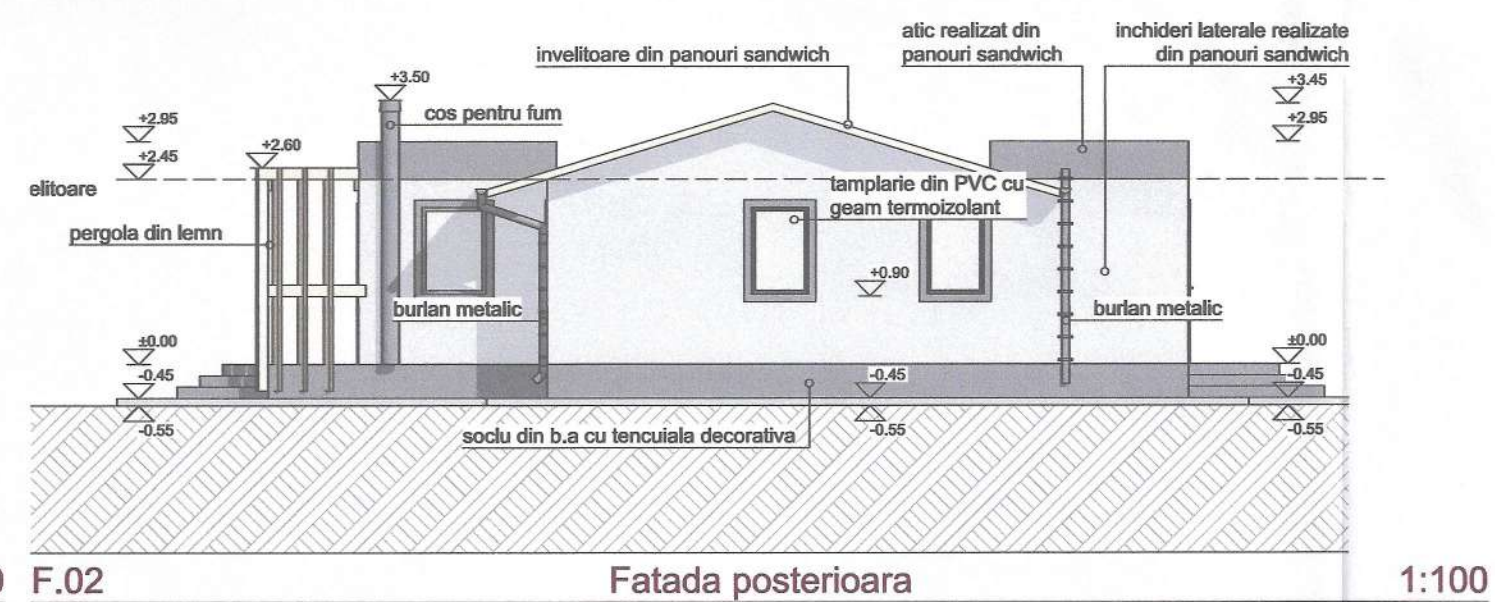 atic realizat din
panouri sandwich
inchideri laterale realizate
din panouri sandwich
invelitoare din panouri sandwich
+3.50
+3.45
cos pentru fum
+2.95
+2.95
+2.60
+2.45
elitoare
tamplarie din PVC cu
geam termoizolant
pergola din lemn
+0.90
burlan metalic
burlan metalic
±0.00
±0.00
-0.45
-0.45
-0.45
-0.55
-0.55
-0.55
soclu din b.a cu tencuiala decorativa
F.02
Fatada posterioara
1:100